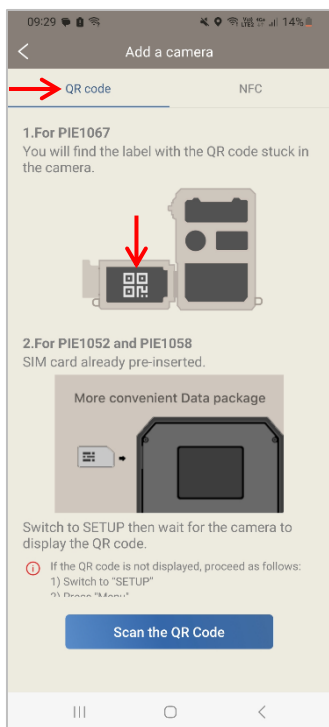 09:29 14%
Add a camera
QR code NFC
1.For PIE1067
You will find the label with the QR code stuck in
the camera.
2.For PIE1052 and PIE1058
SIM card already pre-inserted.
More convenient Data package
Switch to SETUP then wait for the camera to
display the QR code.
If the QR code is not displayed, proceed as follows:
1) Switch to "SETUP"
2) Press "Menu"
Scan the QR Code